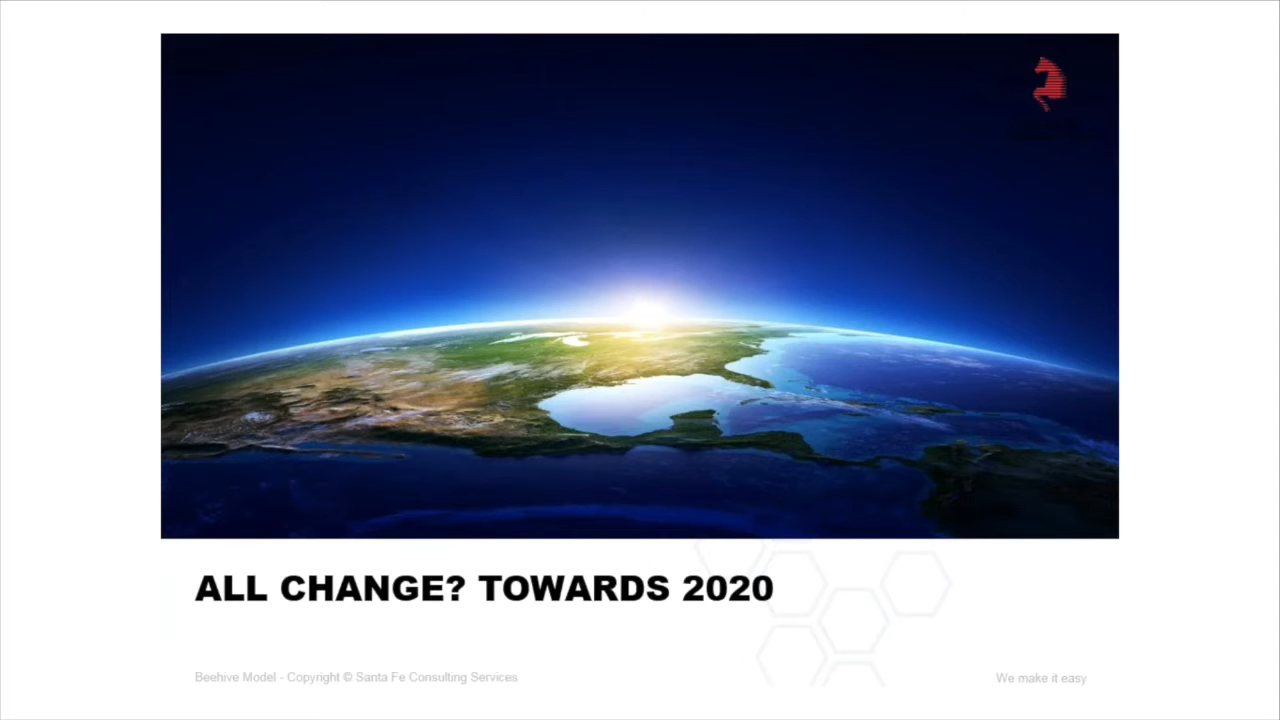 ALL CHANGE? TOWARDS 2020
Beehive Model - Copyright © Santa Fe Consulting Services
We make it easy